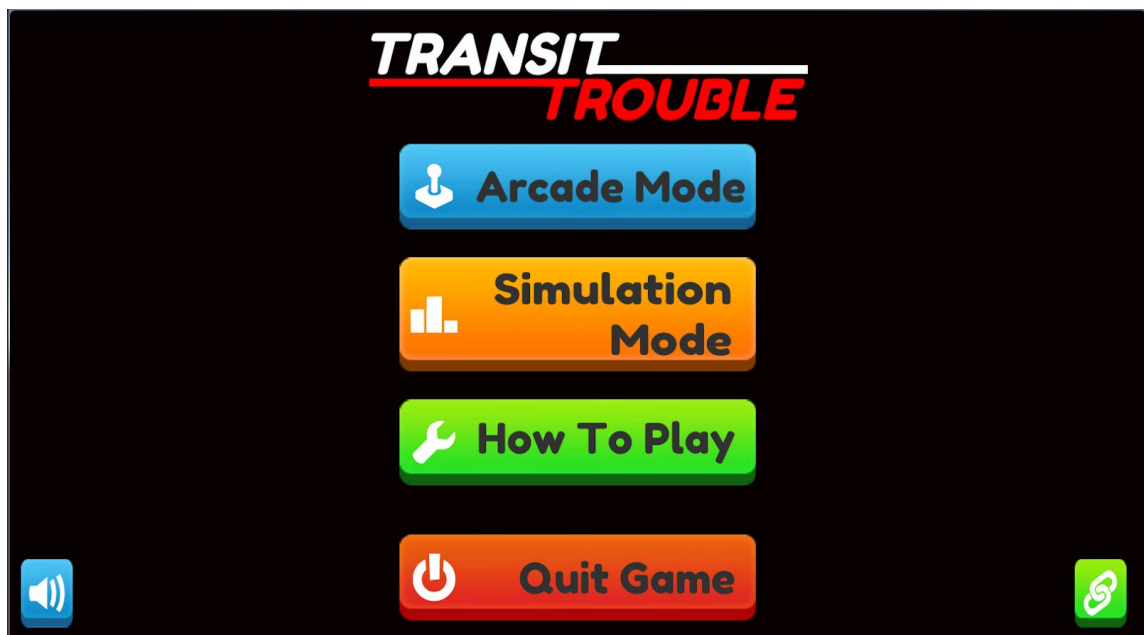 TRANSIT
TROUBLE
Arcade Mode
Simulation
Mode
How To Play
Quit Game